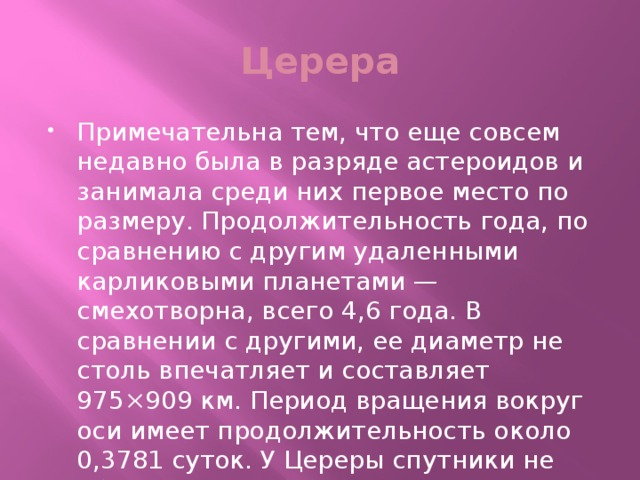 Церера
• Примечательна тем, что еще совсем
недавно была в разряде астероидов и
занимала среди них первое место по
размеру. Продолжительность года, по
сравнению с другим удаленными
карликовыми планетами —
смехотворна, всего 4,6 года. В
сравнении с другими, ее диаметр не
столь впечатляет и составляет
975×909 км. Период вращения вокруг
оси имеет продолжительность около
0,3781 суток. У Цереры спутники не